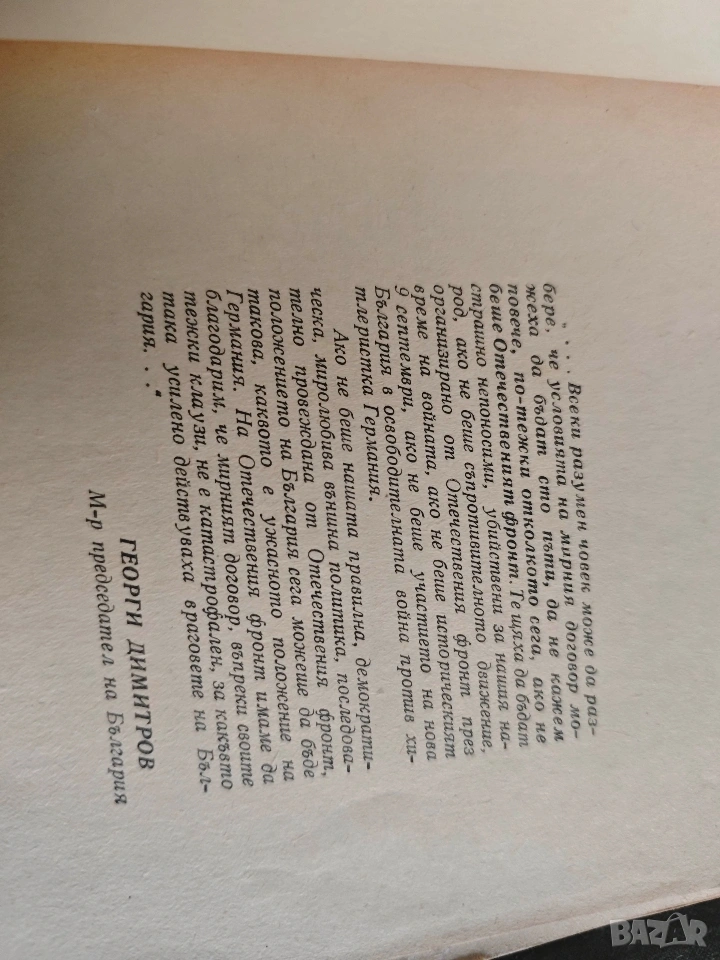 „. . . Всеки разумен човек може да раз-
бере, че условията на мирния договор мо-
жеха да бъдат сто пъти, да не кажем
повече, по-тежки отколкото сега, ако не
беше Отечественият фронт. Те щяха да бъдат
страшно непоносими, убийствени за нашия на-
род, ако не беше съпротивителното движение,
организирано от Отечествения фронт през
време на войната, ако не беше историческият
9 септември, ако не беше участието на нова
България в освободителната война против хи-
тлеристка Германия.
Ако не беше нашата правилна, демократи-
ческа, миролюбива външна политика, последова-
телно провеждана от Отечествения фронт,
положението на България сега можеше да бъде
такова, каквото е ужасното положение на
Германия. На Отечествения фронт имаме да
благодарим, че мирният договор, въпреки своите
тежки клаузи, не е катастрофален, за какъвто
така усилено действуваха враговете на Бъл-
гария. . .“
ГЕОРГИ ДИМИТРОВ
М-р председател на България
BAZAR